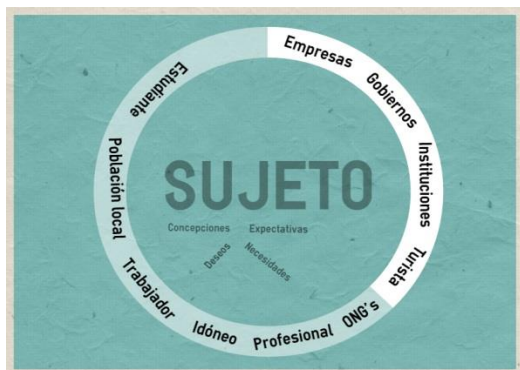 Empresas
Gobiernos
Instituciones
Turista
ONG's
Profesional
Idóneo
Trabajador
Población local
Estudiante
SUJETO
Concepciones
Expectativas
Deseos
Necesidades